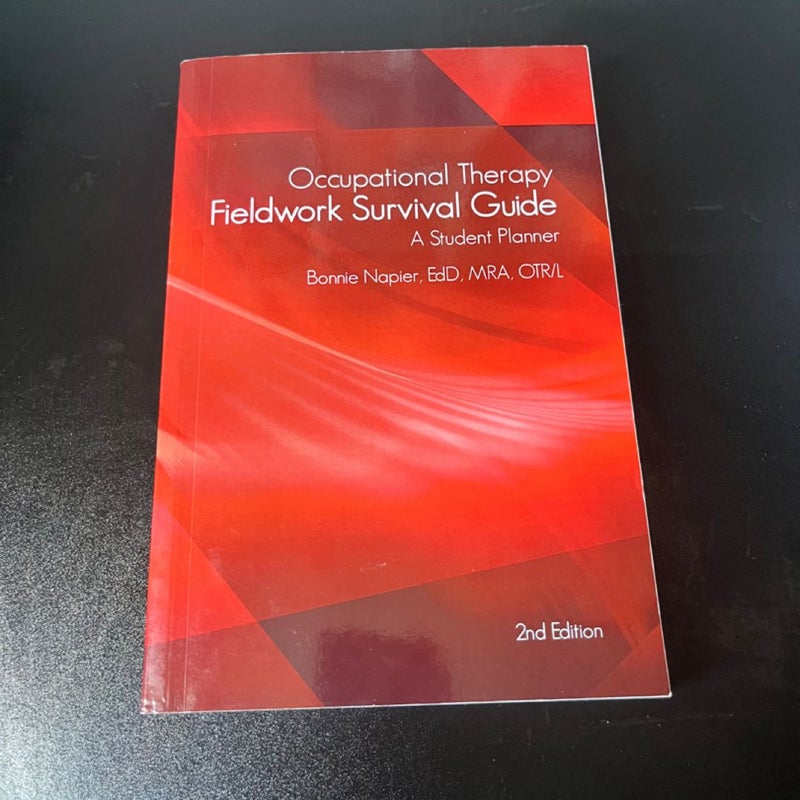 Occupational Therapy
Fieldwork Survival Guide
A Student Planner
Bonnie Napier, EdD, MRA, OTR/L
2nd Edition